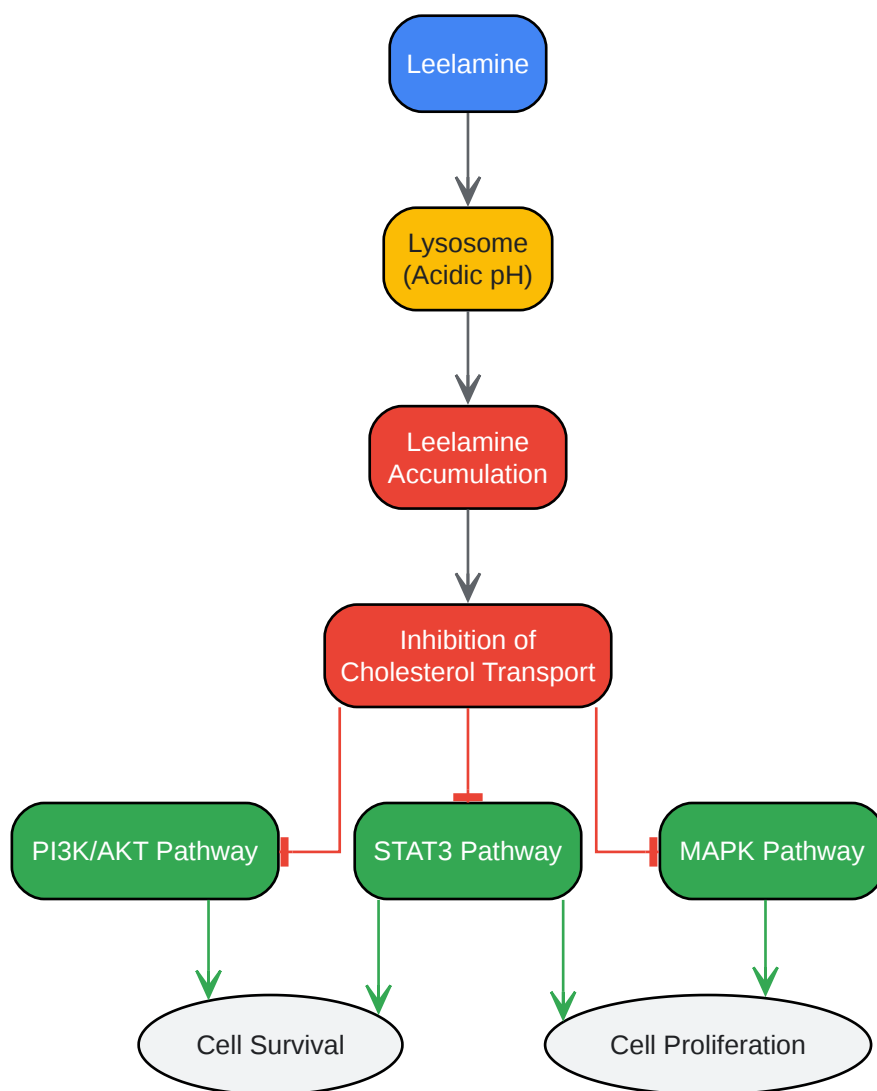 Leelamine
Lysosome
(Acidic pH)
Leelamine
Accumulation
Inhibition of
Cholesterol Transport
PI3K/AKT Pathway
STAT3 Pathway
MAPK Pathway
Cell Survival
Cell Proliferation